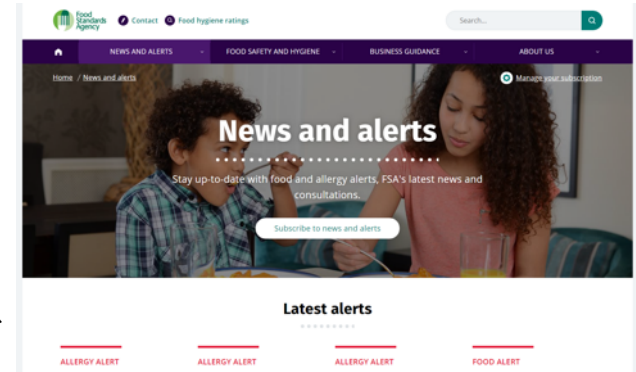 Food
Standards
Agency
Contact
Food hygiene ratings
Search...
NEWS AND ALERTS
FOOD SAFETY AND HYGIENE
BUSINESS GUIDANCE
ABOUT US
Home / News and alerts
Manage your subscription
News and alerts
Stay up-to-date with food and allergy alerts, FSA's latest news and
consultations.
Subscribe to news and alerts
Latest alerts
ALLERGY ALERT
ALLERGY ALERT
ALLERGY ALERT
FOOD ALERT